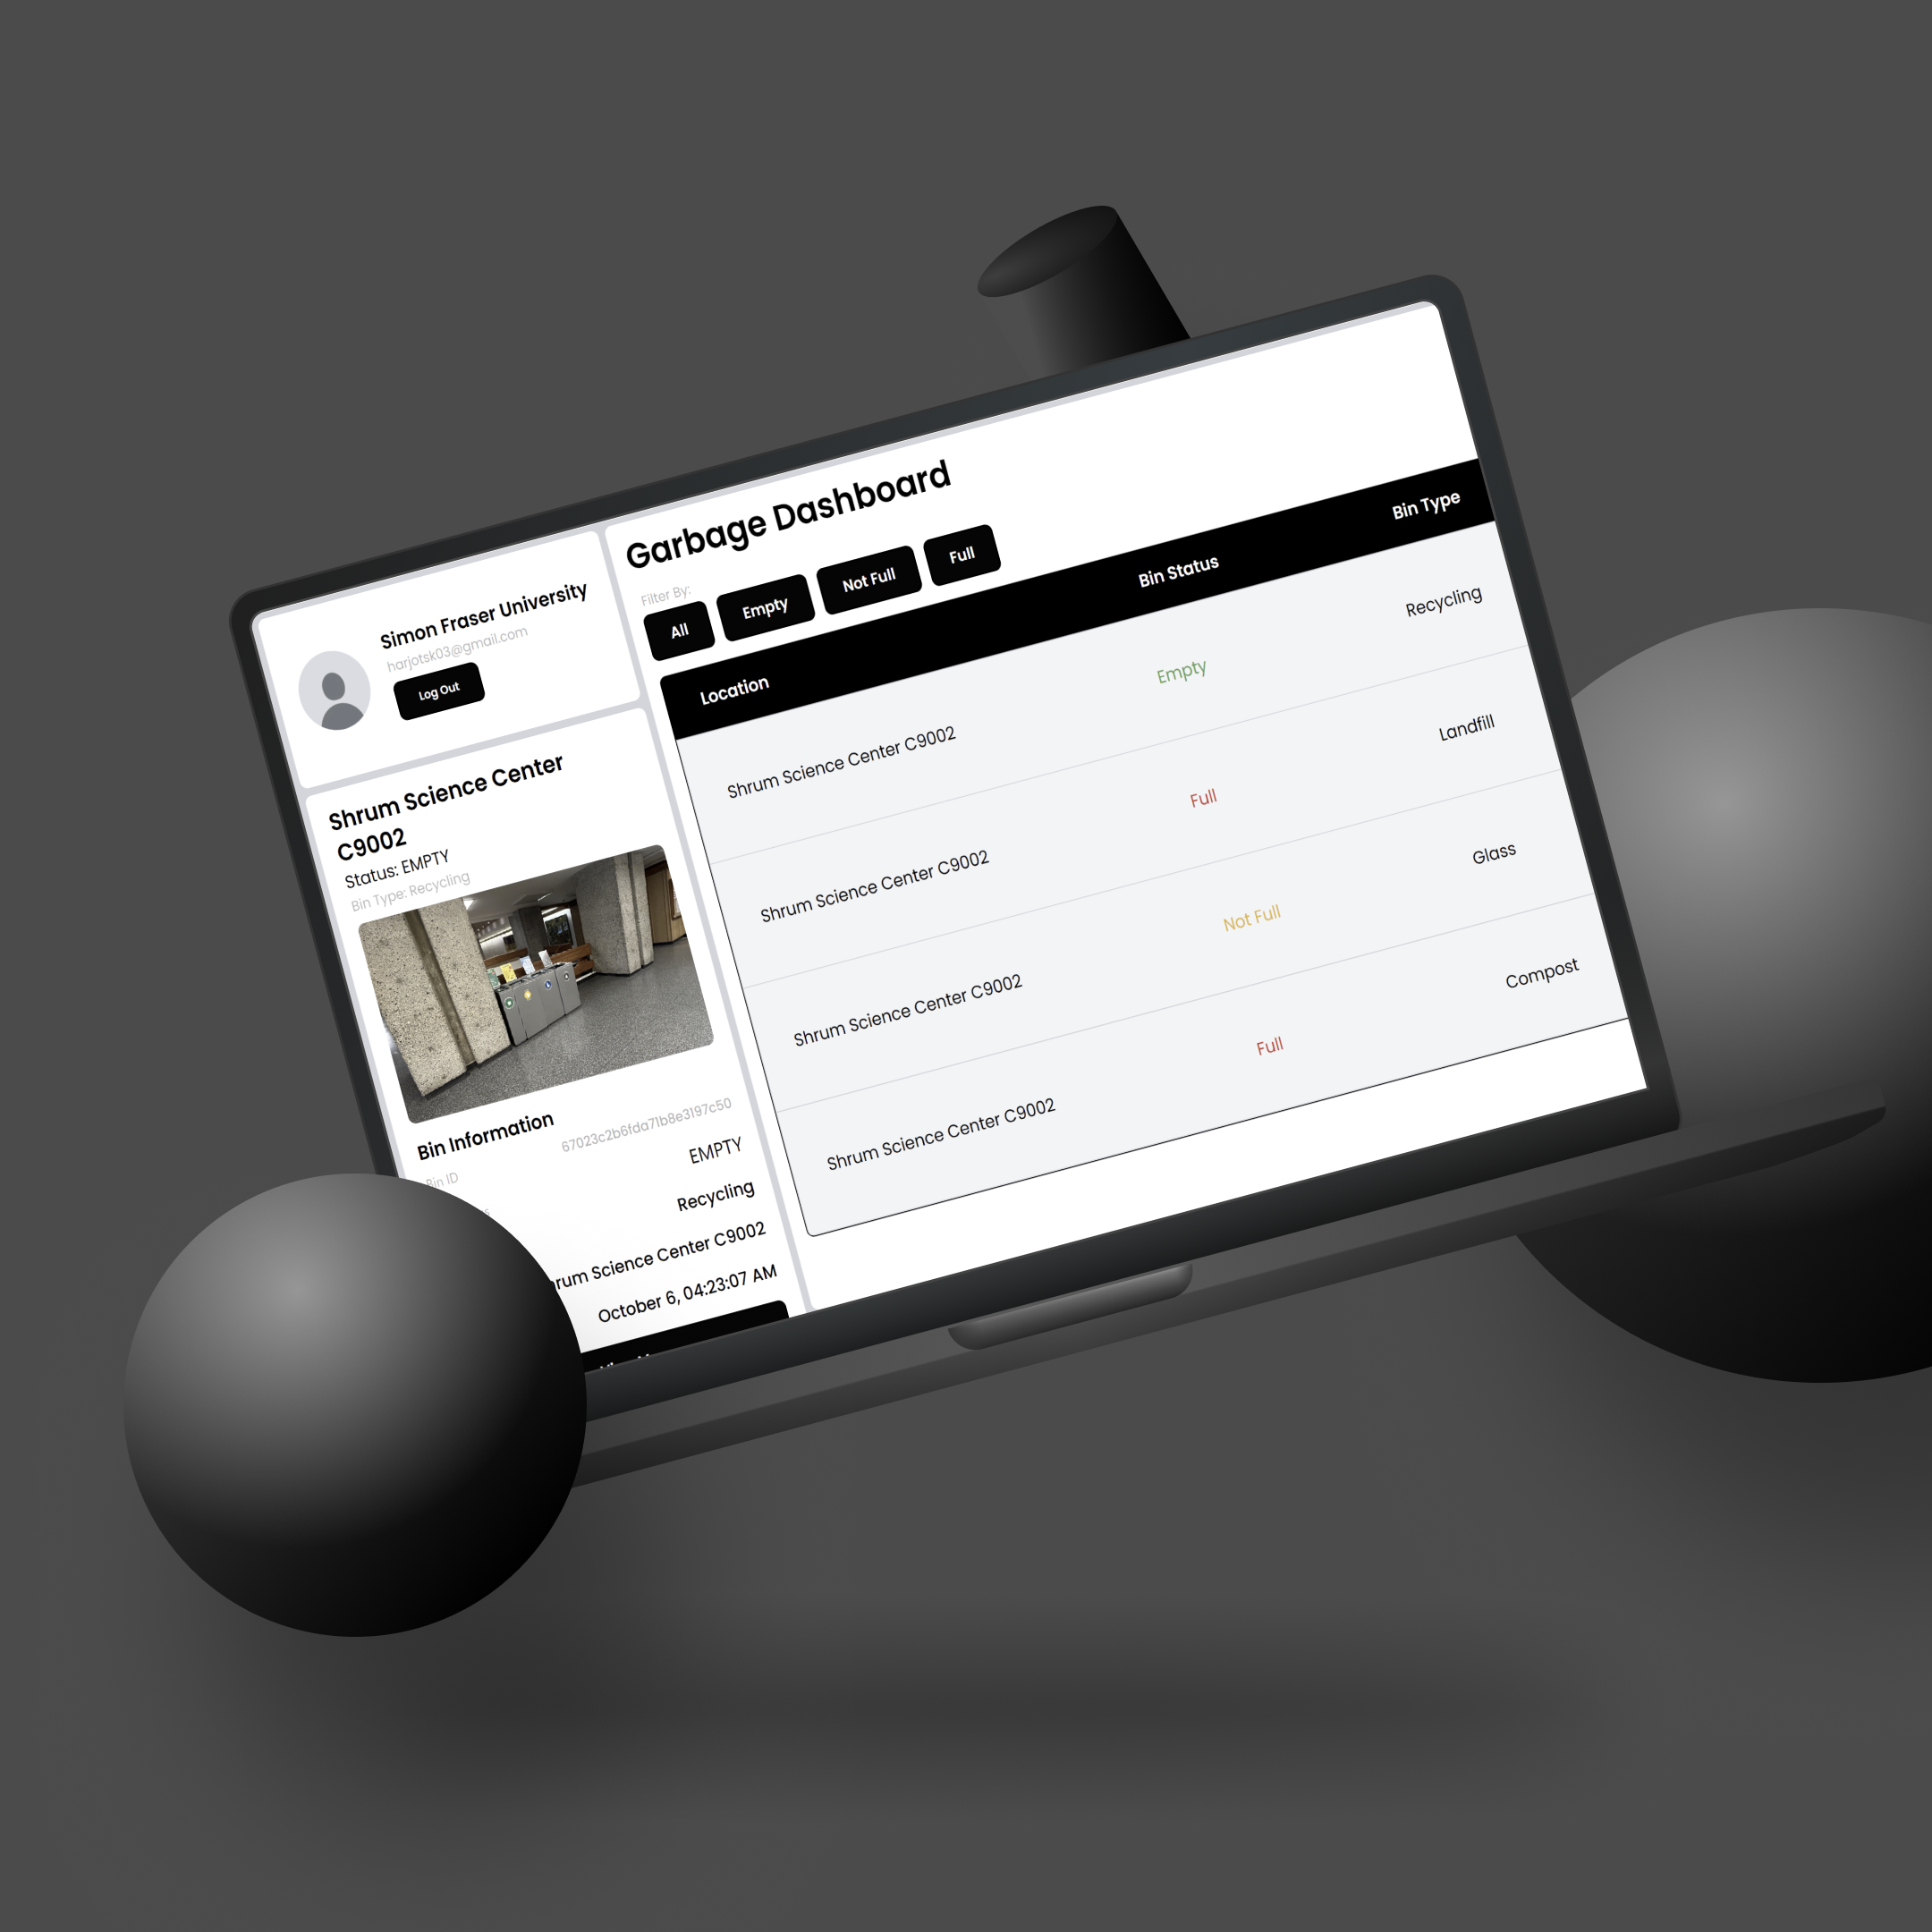 Simon Fraser University
harjotsk03@gmail.com
Log Out
Shrum Science Center
C9002
Status: EMPTY
Bin Type: Recycling
Bin Information
Bin ID 67023c2b6fda71b8e3197c50
EMPTY
Recycling
Science Center C9002
October 6, 04:23:07 AM
Garbage Dashboard
Filter By:
All Empty Not Full Full
Location Bin Status Bin Type
Shrum Science Center C9002 Empty Recycling
Shrum Science Center C9002 Full Landfill
Shrum Science Center C9002 Not Full Glass
Shrum Science Center C9002 Full Compost